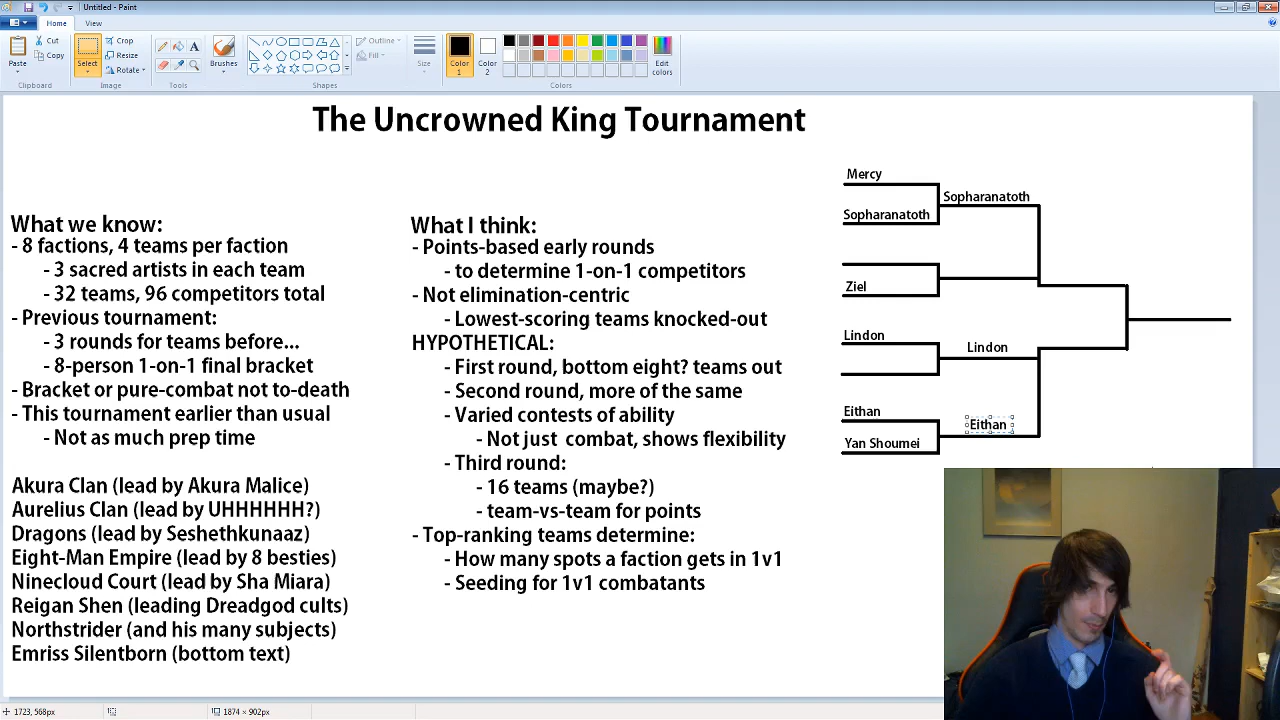 Untitled - Paint
Home
View
Paste
Cut
Copy
Clipboard
Select
Crop
Resize
Rotate
Image
Tools
Brushes
Shapes
Outline
Fill
Size
Color 1
Color 2
Edit colors
Colors
The Uncrowned King Tournament
What we know:
- 8 factions, 4 teams per faction
- 3 sacred artists in each team
- 32 teams, 96 competitors total
- Previous tournament:
- 3 rounds for teams before...
- 8-person 1-on-1 final bracket
- Bracket or pure-combat not to-death
- This tournament earlier than usual
- Not as much prep time
Akura Clan (lead by Akura Malice)
Aurelius Clan (lead by UHHHHHH?)
Dragons (lead by Seshethkunaaz)
Eight-Man Empire (lead by 8 besties)
Ninecloud Court (lead by Sha Miara)
Reigan Shen (leading Dreadgod cults)
Northstrider (and his many subjects)
Emriss Silentborn (bottom text)
What I think:
- Points-based early rounds
- to determine 1-on-1 competitors
- Not elimination-centric
- Lowest-scoring teams knocked-out
HYPOTHETICAL:
- First round, bottom eight? teams out
- Second round, more of the same
- Varied contests of ability
- Not just combat, shows flexibility
- Third round:
- 16 teams (maybe?)
- team-vs-team for points
- Top-ranking teams determine:
- How many spots a faction gets in 1v1
- Seeding for 1v1 combatants
Mercy
Sopharanatoth
Sopharanatoth
Ziel
Lindon
Lindon
Eithan
Eithan
Yan Shoumei
1723, 568px
1874 × 902px